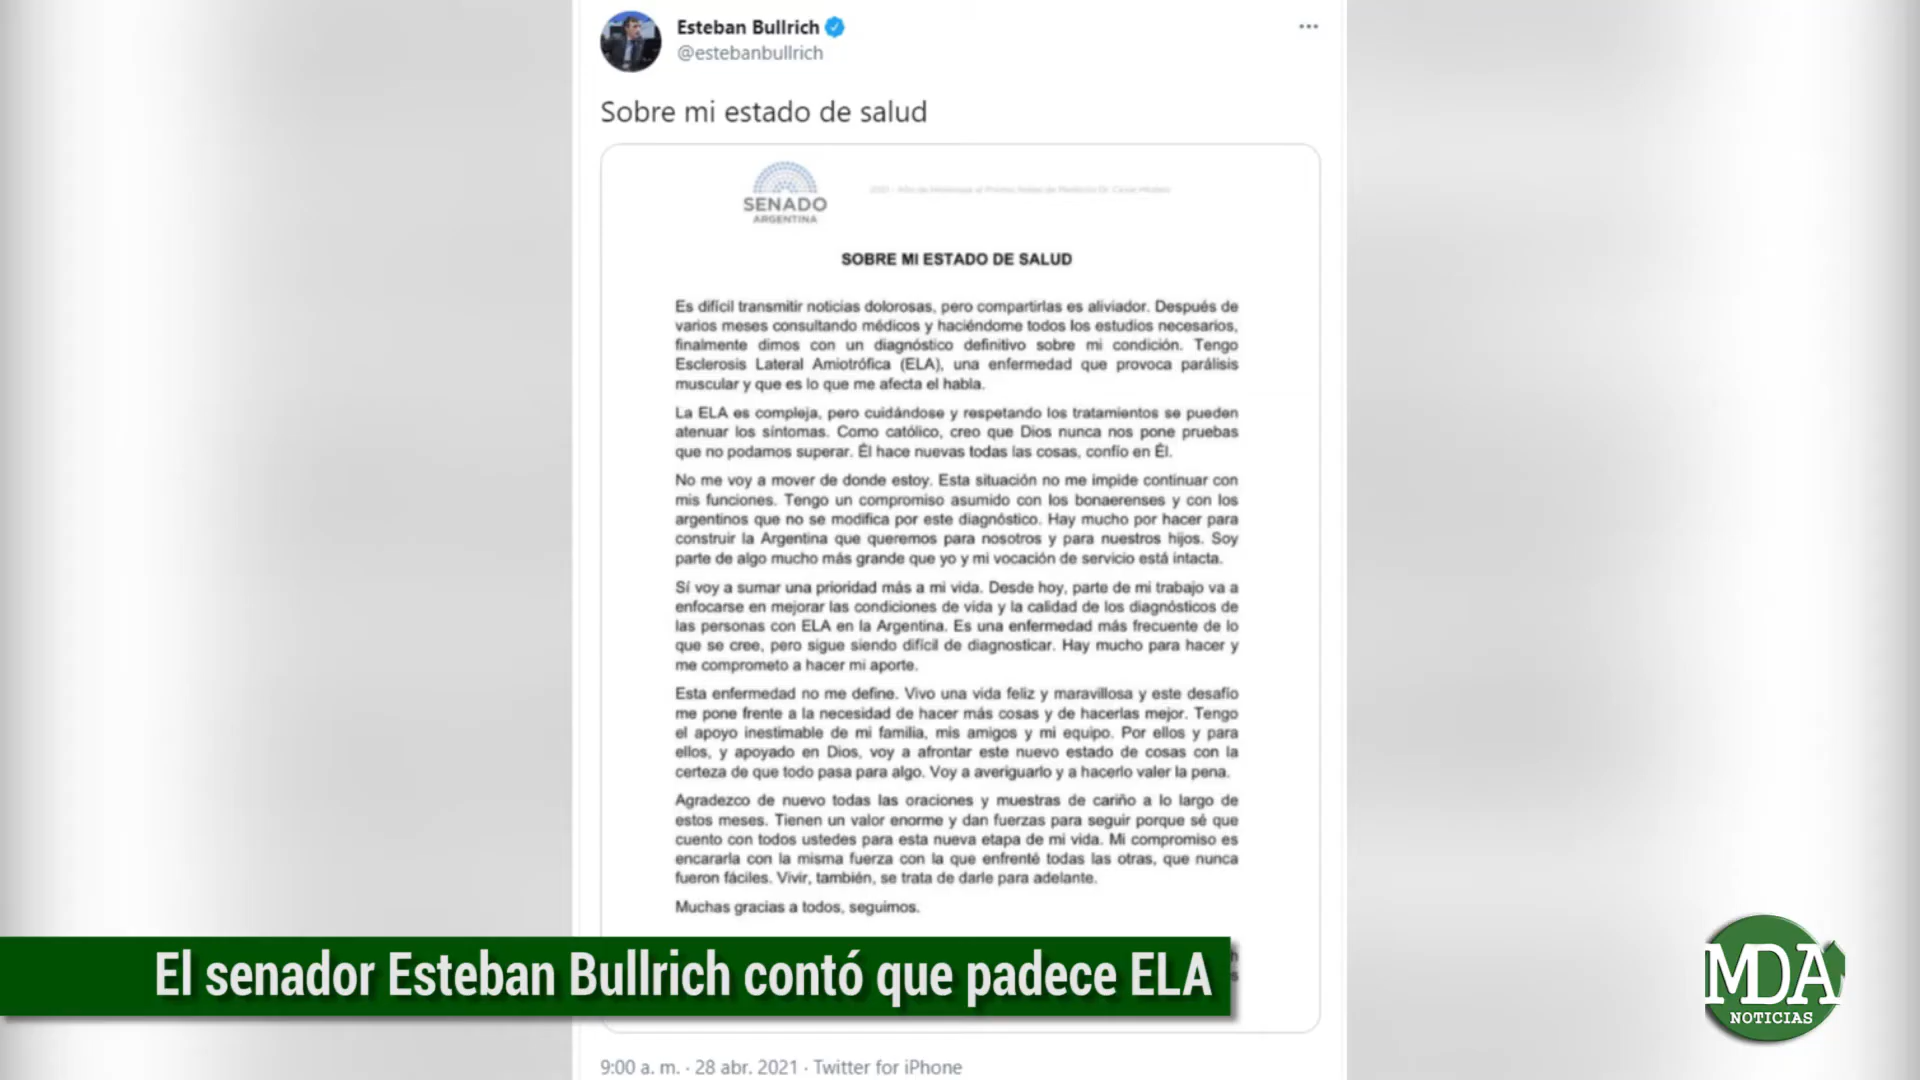 Esteban Bullrich
@estebanbullrich
Sobre mi estado de salud
SENADO
ARGENTINA
2021 - Año de Homenaje al Premio Nobel de Medicina Dr. César Milstein
SOBRE MI ESTADO DE SALUD
Es difícil transmitir noticias dolorosas, pero compartirlas es aliviador. Después de
varios meses consultando médicos y haciéndome todos los estudios necesarios,
finalmente dimos con un diagnóstico definitivo sobre mi condición. Tengo
Esclerosis Lateral Amiotrófica (ELA), una enfermedad que provoca parálisis
muscular y que es lo que me afecta el habla.
La ELA es compleja, pero cuidándose y respetando los tratamientos se pueden
atenuar los síntomas. Como católico, creo que Dios nunca nos pone pruebas
que no podamos superar. Él hace nuevas todas las cosas, confío en Él.
No me voy a mover de donde estoy. Esta situación no me impide continuar con
mis funciones. Tengo un compromiso asumido con los bonaerenses y con los
argentinos que no se modifica por este diagnóstico. Hay mucho por hacer para
construir la Argentina que queremos para nosotros y para nuestros hijos. Soy
parte de algo mucho más grande que yo y mi vocación de servicio está intacta.
Sí voy a sumar una prioridad más a mi vida. Desde hoy, parte de mi trabajo va a
enfocarse en mejorar las condiciones de vida y la calidad de los diagnósticos de
las personas con ELA en la Argentina. Es una enfermedad más frecuente de lo
que se cree, pero sigue siendo difícil de diagnosticar. Hay mucho para hacer y
me comprometo a hacer mi aporte.
Esta enfermedad no me define. Vivo una vida feliz y maravillosa y este desafío
me pone frente a la necesidad de hacer más cosas y de hacerlas mejor. Tengo
el apoyo inestimable de mi familia, mis amigos y mi equipo. Por ellos y para
ellos, y apoyado en Dios, voy a afrontar este nuevo estado de cosas con la
certeza de que todo pasa para algo. Voy a averiguarlo y a hacerlo valer la pena.
Agradezco de nuevo todas las oraciones y muestras de cariño a lo largo de
estos meses. Tienen un valor enorme y dan fuerzas para seguir porque sé que
cuento con todos ustedes para esta nueva etapa de mi vida. Mi compromiso es
encararla con la misma fuerza con la que enfrenté todas las otras, que nunca
fueron fáciles. Vivir, también, se trata de darle para adelante.
Muchas gracias a todos, seguimos.
El senador Esteban Bullrich contó que padece ELA
MDA
NOTICIAS
9:00 a. m. · 28 abr. 2021 · Twitter for iPhone